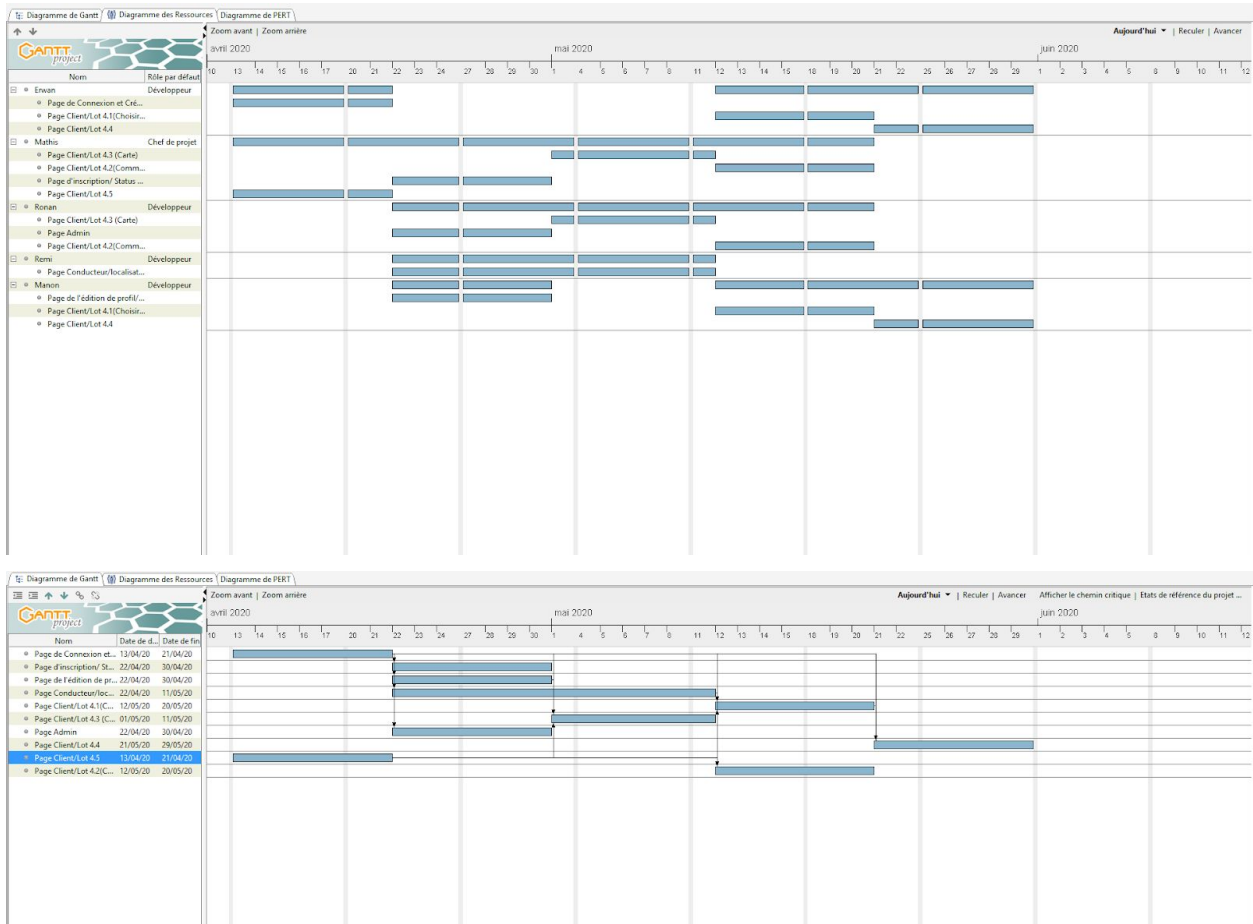 Diagramme de Gantt Diagramme des Ressources Diagramme de PERT
Zoom avant | Zoom arrière Aujourd'hui | Reculer | Avancer
GANTT project
avril 2020 mai 2020 juin 2020
Nom Rôle par défaut
10 13 14 15 16 17 20 21 22 23 24 27 28 29 30 1 4 5 6 7 8 11 12 13 14 15 18 19 20 21 22 25 26 27 28 29 1 2 3 4 5 8 9 10 11 12
Erwan Développeur
Page de Connexion et Cré...
Page Client/Lot 4.1(Choisir...
Page Client/Lot 4.4
Mathis Chef de projet
Page Client/Lot 4.3 (Carte)
Page Client/Lot 4.2(Comm...
Page d'inscription/ Status ...
Page Client/Lot 4.5
Ronan Développeur
Page Client/Lot 4.3 (Carte)
Page Admin
Page Client/Lot 4.2(Comm...
Remi Développeur
Page Conducteur/localisat...
Manon Développeur
Page de l'édition de profil/...
Page Client/Lot 4.1(Choisir...
Page Client/Lot 4.4
Diagramme de Gantt Diagramme des Ressources Diagramme de PERT
Zoom avant | Zoom arrière Aujourd'hui | Reculer | Avancer Afficher le chemin critique | Etats de référence du projet ...
GANTT project
avril 2020 mai 2020 juin 2020
Nom Date de d... Date de fin
10 13 14 15 16 17 20 21 22 23 24 27 28 29 30 1 4 5 6 7 8 11 12 13 14 15 18 19 20 21 22 25 26 27 28 29 1 2 3 4 5 8 9 10 11 12
Page de Connexion et... 13/04/20 21/04/20
Page d'inscription/ St... 22/04/20 30/04/20
Page de l'édition de pr... 22/04/20 30/04/20
Page Conducteur/loc... 22/04/20 11/05/20
Page Client/Lot 4.1(C... 12/05/20 20/05/20
Page Client/Lot 4.3 (C... 01/05/20 11/05/20
Page Admin 22/04/20 30/04/20
Page Client/Lot 4.4 21/05/20 29/05/20
Page Client/Lot 4.5 13/04/20 21/04/20
Page Client/Lot 4.2(C... 12/05/20 20/05/20